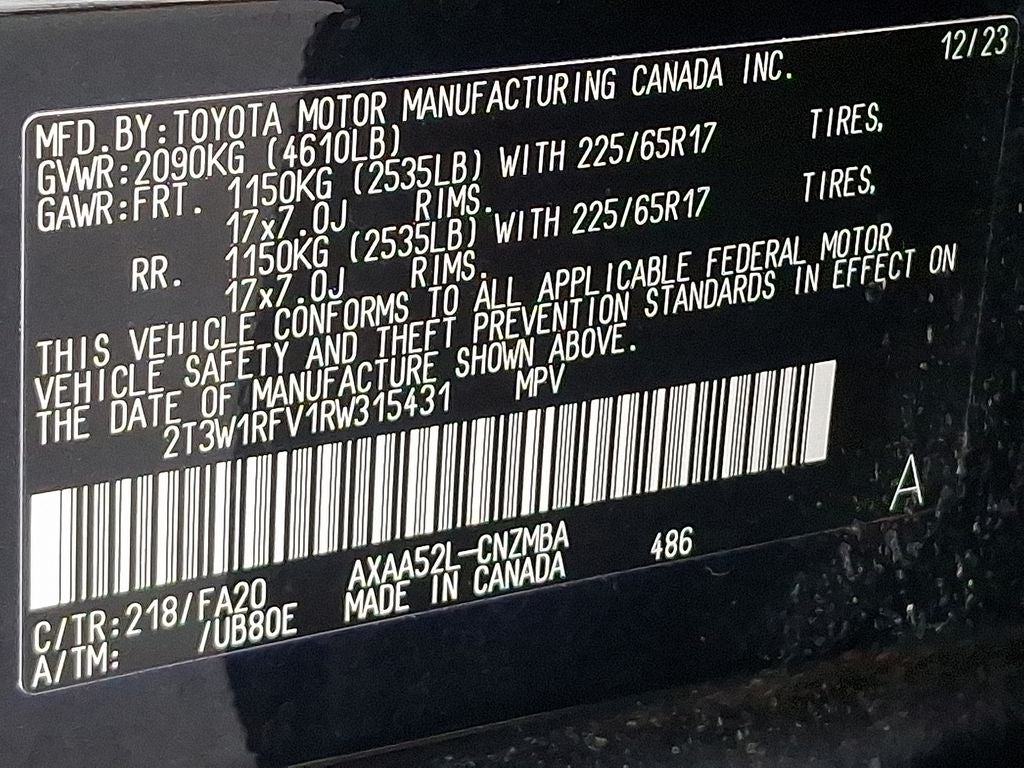 12/23
MFD.BY:TOYOTA MOTOR MANUFACTURING CANADA INC.
GVWR:2090KG (4610LB)
GAWR:FRT. 1150KG (2535LB) WITH 225/65R17 TIRES,
17x7.0J RIMS.
RR. 1150KG (2535LB) WITH 225/65R17 TIRES,
17x7.0J RIMS.
THIS VEHICLE CONFORMS TO ALL APPLICABLE FEDERAL MOTOR
VEHICLE SAFETY AND THEFT PREVENTION STANDARDS IN EFFECT ON
THE DATE OF MANUFACTURE SHOWN ABOVE.
2T3W1RFV1RW315431 MPV
A
C/TR:218/FA20 AXAA52L-CNZMBA 486
A/TM: /UB80E MADE IN CANADA